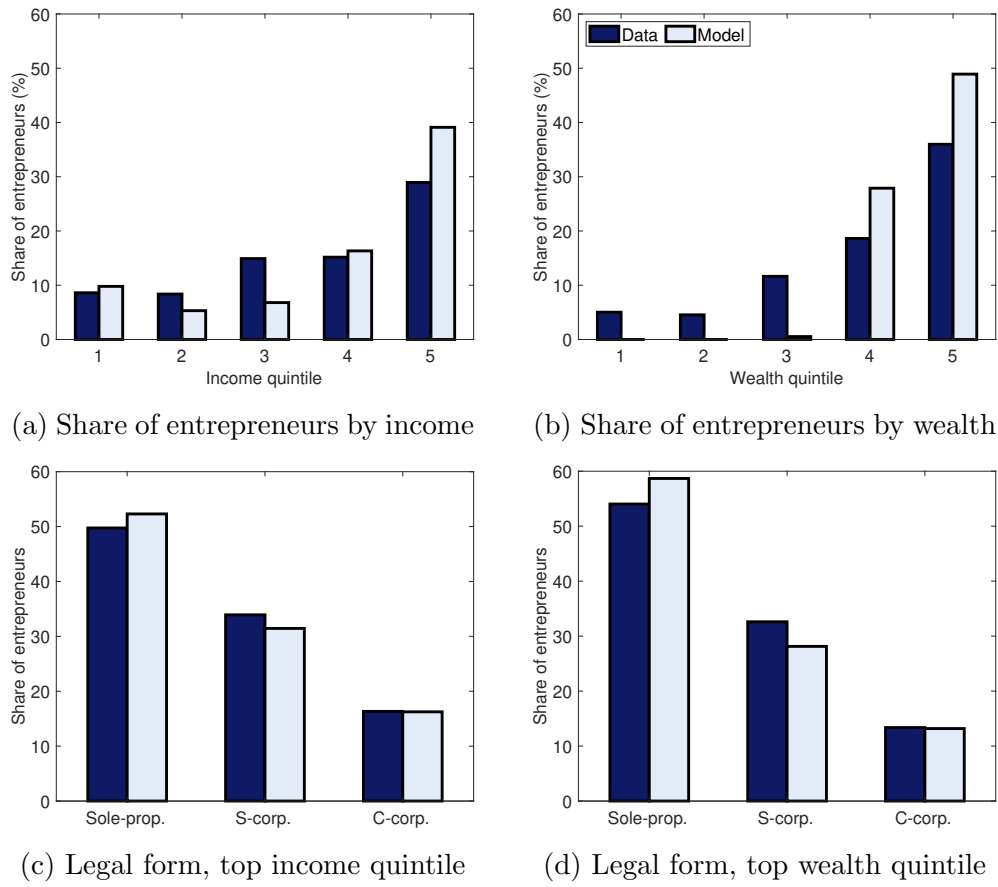 60
50
40
30
20
10
0
Share of entrepreneurs (%)
1 2 3 4 5
Income quintile
(a) Share of entrepreneurs by income
60
50
40
30
20
10
0
Share of entrepreneurs (%)
Data Model
1 2 3 4 5
Wealth quintile
(b) Share of entrepreneurs by wealth
60
50
40
30
20
10
0
Share of entrepreneurs
Sole-prop. S-corp. C-corp.
(c) Legal form, top income quintile
60
50
40
30
20
10
0
Share of entrepreneurs
Sole-prop. S-corp. C-corp.
(d) Legal form, top wealth quintile